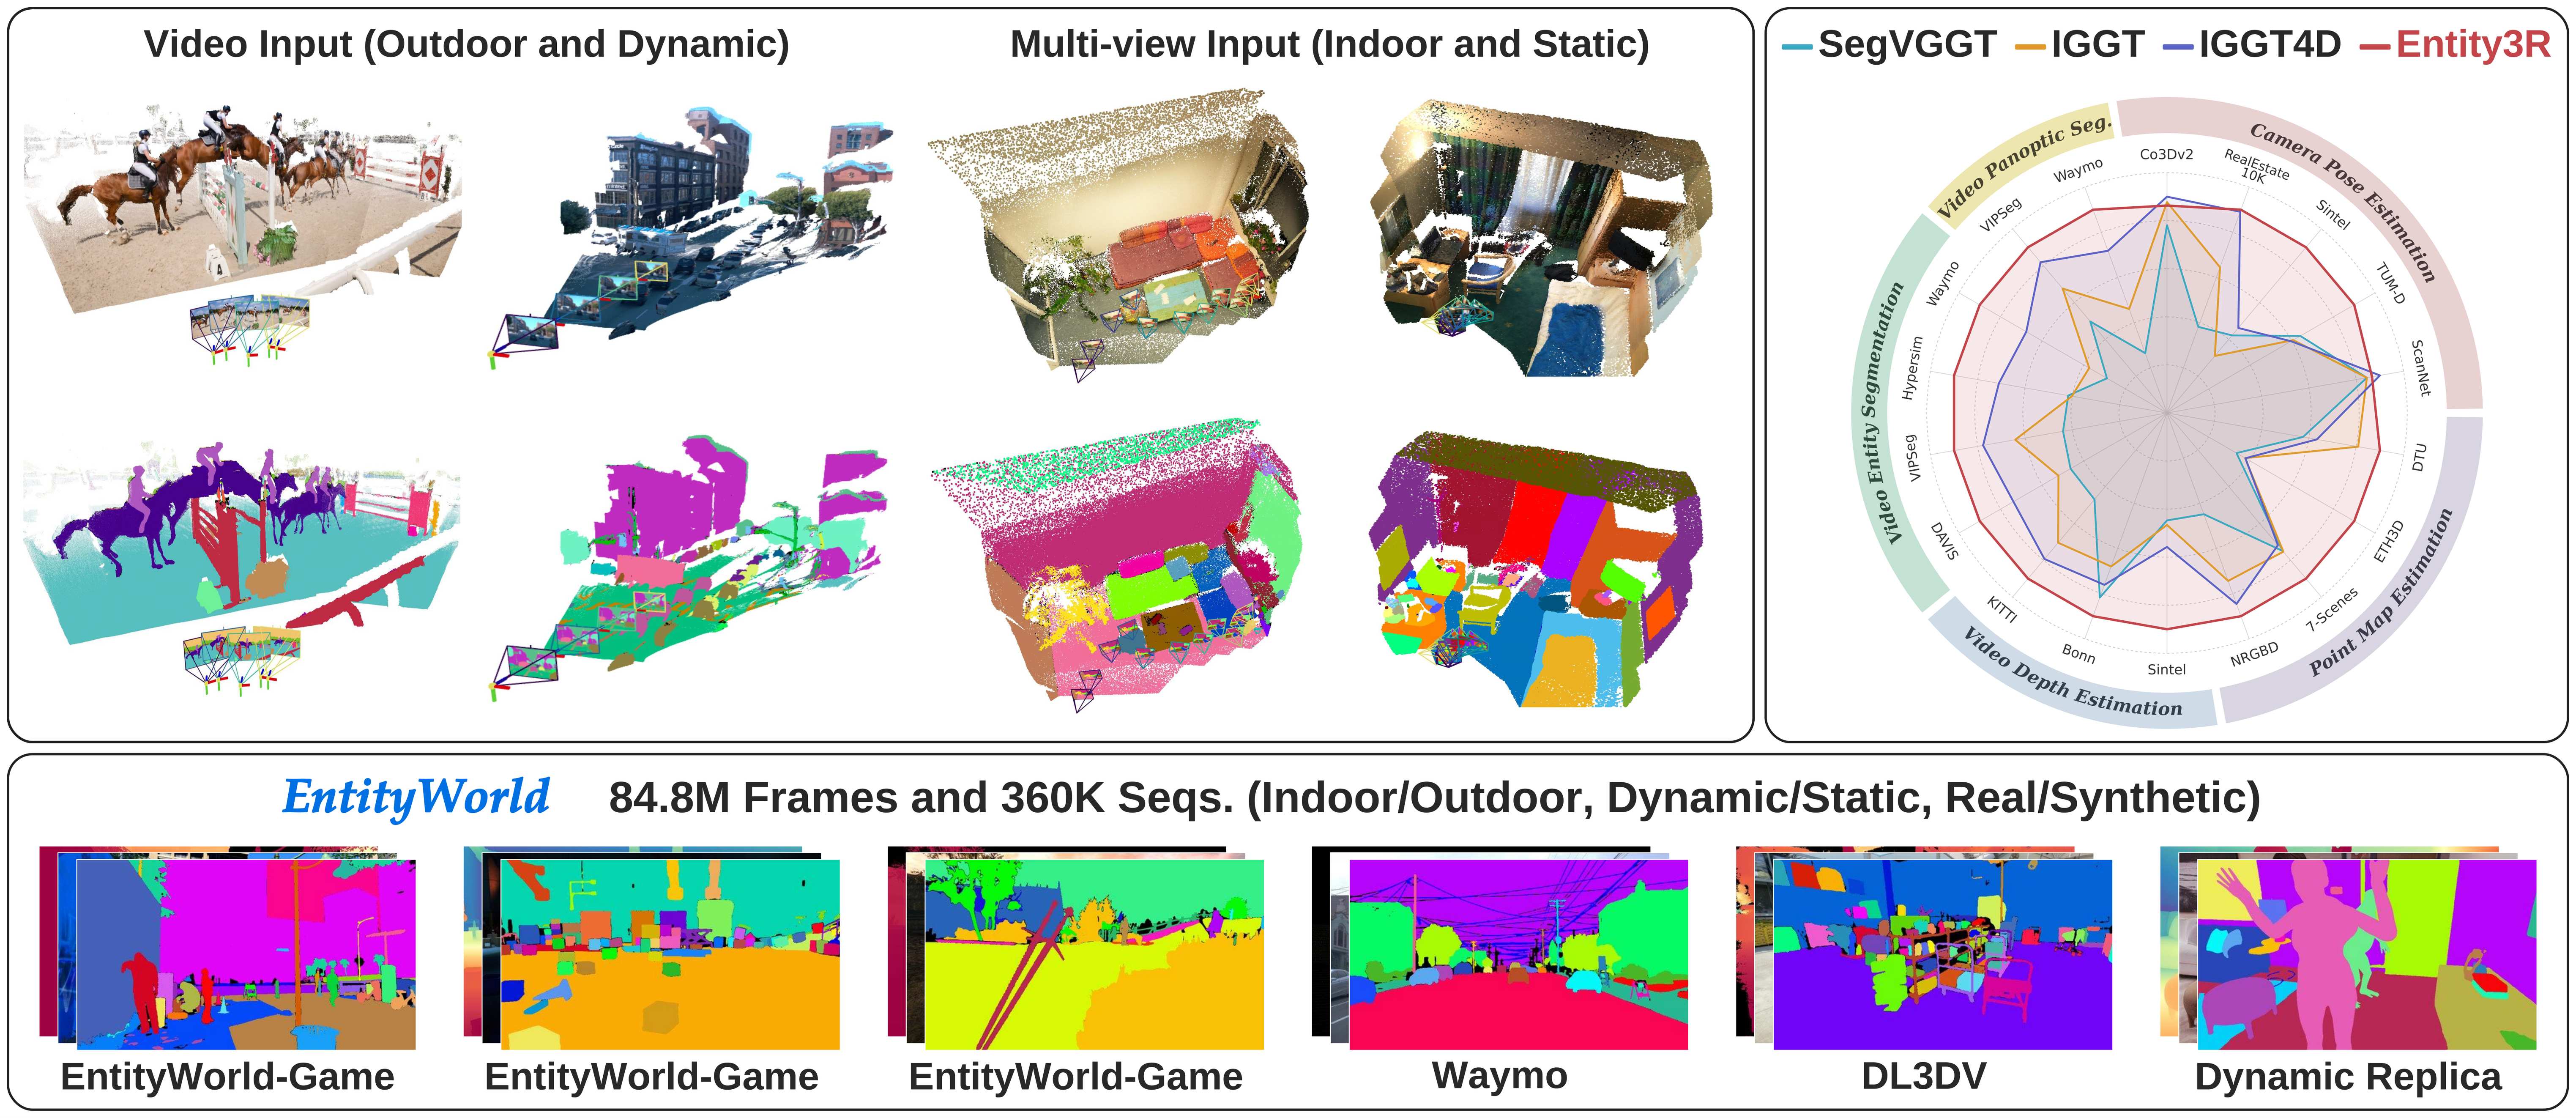 Video Input (Outdoor and Dynamic)
Multi-view Input (Indoor and Static)
SegVGGT
IGGT
IGGT4D
Entity3R
Video Panoptic Seg.
Camera Pose Estimation
Point Map Estimation
Video Depth Estimation
Video Entity Segmentation
Co3Dv2
RealEstate
10K
Sintel
TUM-D
ScanNet
DTU
ETH3D
7-Scenes
NRGBD
Sintel
Bonn
KITTI
DAVIS
VIPSeg
Hypersim
Waymo
VIPSeg
Waymo
EntityWorld 84.8M Frames and 360K Seqs. (Indoor/Outdoor, Dynamic/Static, Real/Synthetic)
EntityWorld-Game
EntityWorld-Game
EntityWorld-Game
Waymo
DL3DV
Dynamic Replica